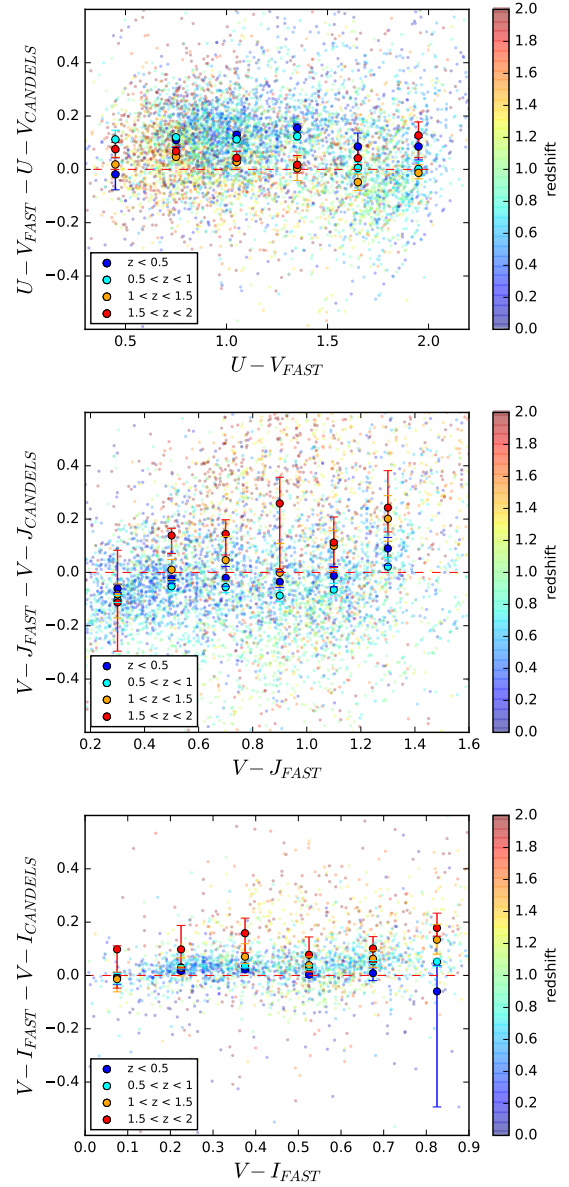 0.6
0.4
0.2
0.0
−0.2
−0.4
U − V_FAST − U − V_CANDELS
z < 0.5
0.5 < z < 1
1 < z < 1.5
1.5 < z < 2
0.5 1.0 1.5 2.0
U − V_FAST
2.0
1.8
1.6
1.4
1.2
1.0
0.8
0.6
0.4
0.2
0.0
redshift
0.4
0.2
0.0
−0.2
−0.4
V − J_FAST − V − J_CANDELS
z < 0.5
0.5 < z < 1
1 < z < 1.5
1.5 < z < 2
0.2 0.4 0.6 0.8 1.0 1.2 1.4 1.6
V − J_FAST
2.0
1.8
1.6
1.4
1.2
1.0
0.8
0.6
0.4
0.2
0.0
redshift
0.4
0.2
0.0
−0.2
−0.4
V − I_FAST − V − I_CANDELS
z < 0.5
0.5 < z < 1
1 < z < 1.5
1.5 < z < 2
0.0 0.1 0.2 0.3 0.4 0.5 0.6 0.7 0.8 0.9
V − I_FAST
2.0
1.8
1.6
1.4
1.2
1.0
0.8
0.6
0.4
0.2
0.0
redshift